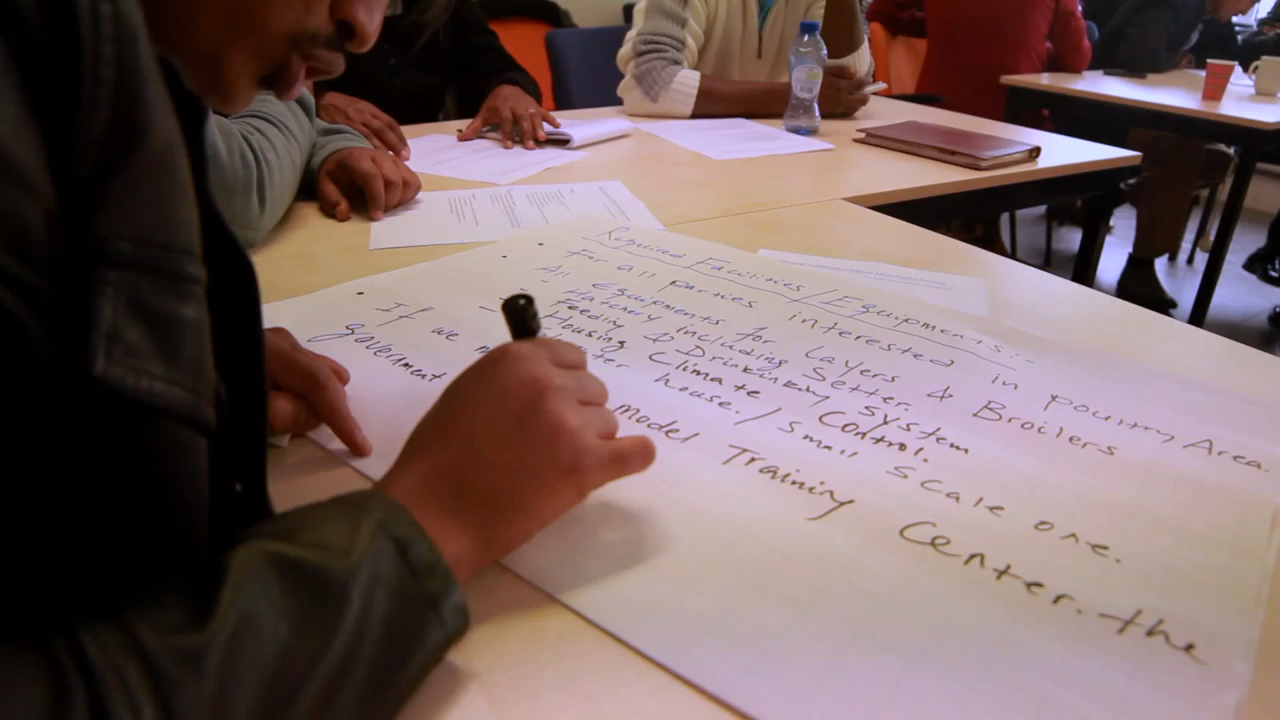 Required Facilities / Equipments:-
For all parties interested in poultry Area.
All Equipments for Layers & Broilers
- Hatchery including Setter.
- Feeding & Drinkinkiy System
- Housing Climate Control.
house. / Small scale one.
If we Model Training Center. the
government